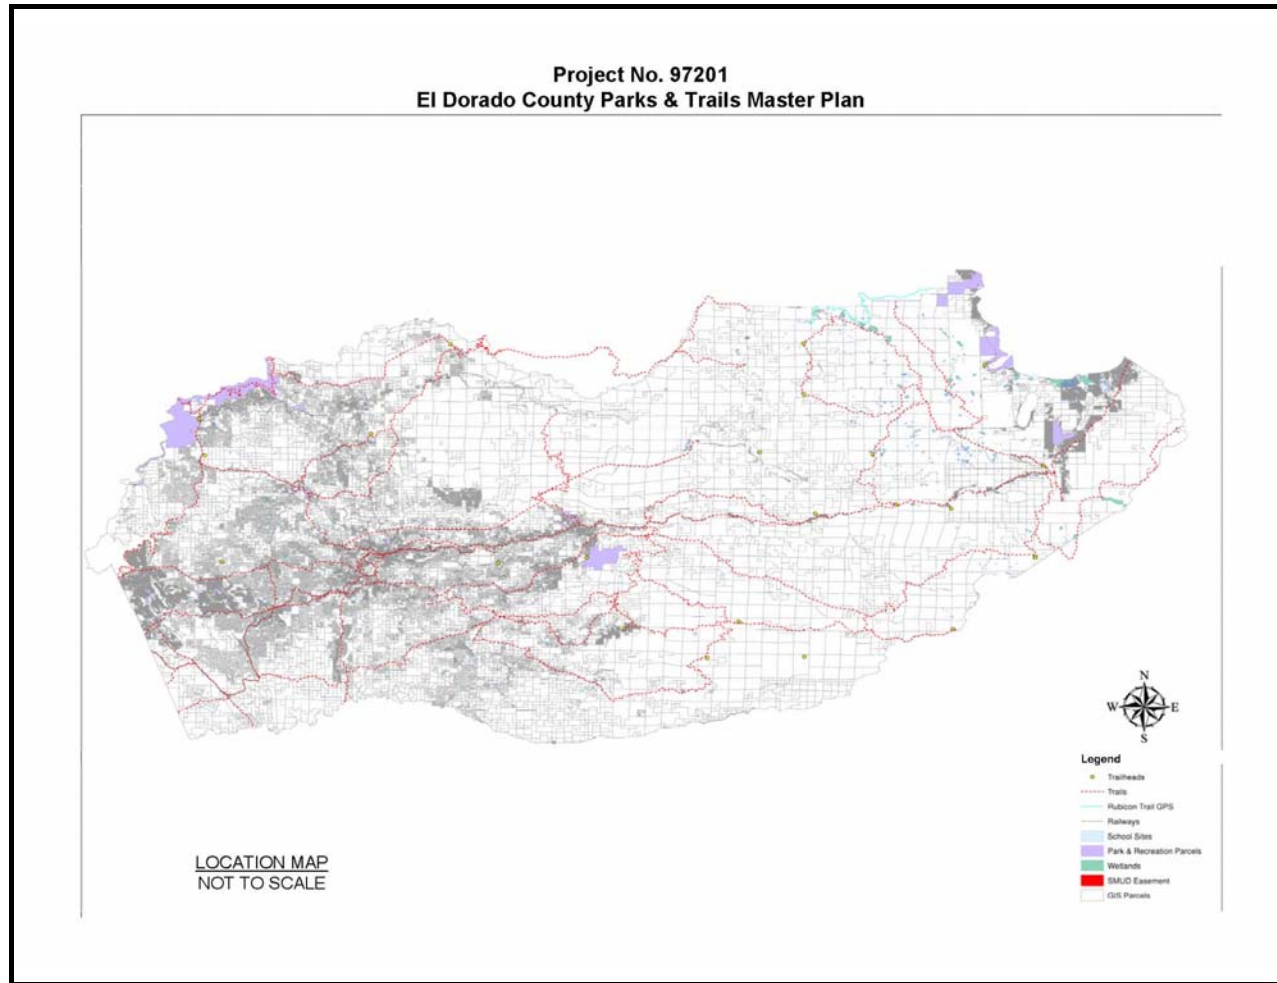 Project No. 97201
El Dorado County Parks & Trails Master Plan
N
W E
S
Legend
Trailheads
Trails
Rubicon Trail GPS
Railways
School Sites
Park & Recreation Parcels
Wetlands
SMUD Easement
GIS Parcels
LOCATION MAP
NOT TO SCALE